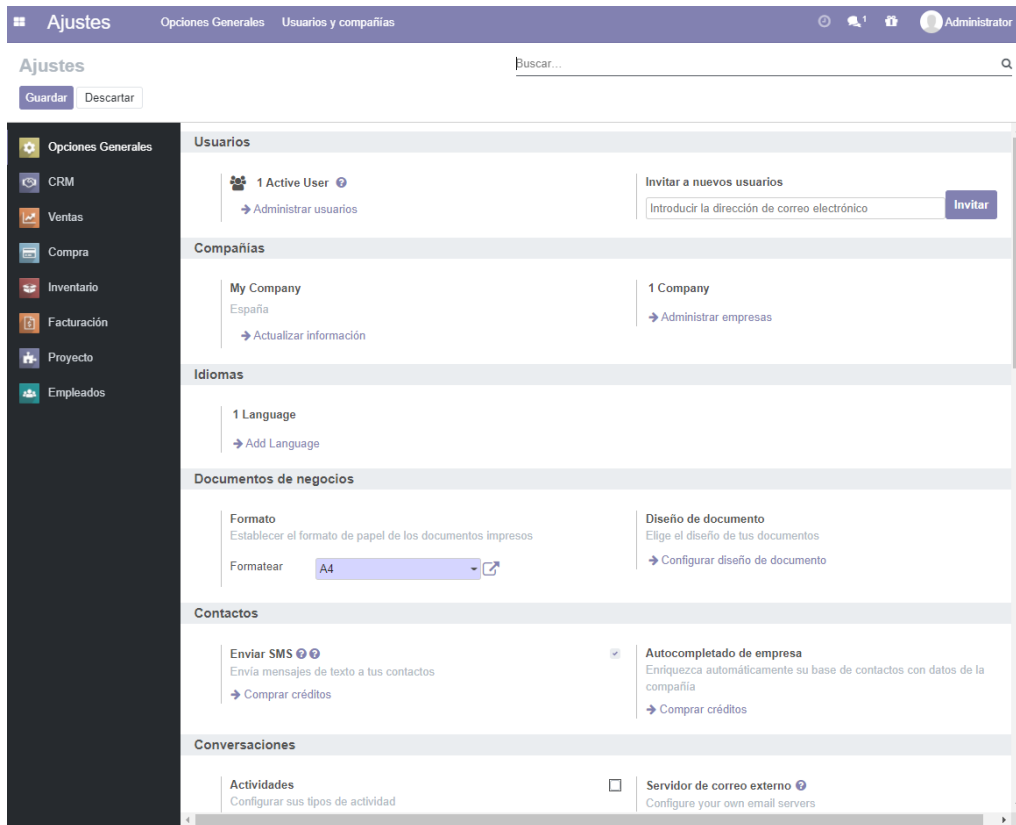 Ajustes
Opciones Generales
Usuarios y compañías
1
Administrator
Ajustes
Buscar...
Guardar
Descartar
Opciones Generales
CRM
Ventas
Compra
Inventario
Facturación
Proyecto
Empleados
Usuarios
1 Active User
Administrar usuarios
Invitar a nuevos usuarios
Introducir la dirección de correo electrónico
Invitar
Compañias
My Company
España
Actualizar información
1 Company
Administrar empresas
Idiomas
1 Language
Add Language
Documentos de negocios
Formato
Establecer el formato de papel de los documentos impresos
Formatear
A4
Diseño de documento
Elige el diseño de tus documentos
Configurar diseño de documento
Contactos
Enviar SMS
Envía mensajes de texto a tus contactos
Comprar créditos
Autocompletado de empresa
Enriquezca automáticamente su base de contactos con datos de la
compañía
Comprar créditos
Conversaciones
Actividades
Configurar sus tipos de actividad
Servidor de correo externo
Configure your own email servers